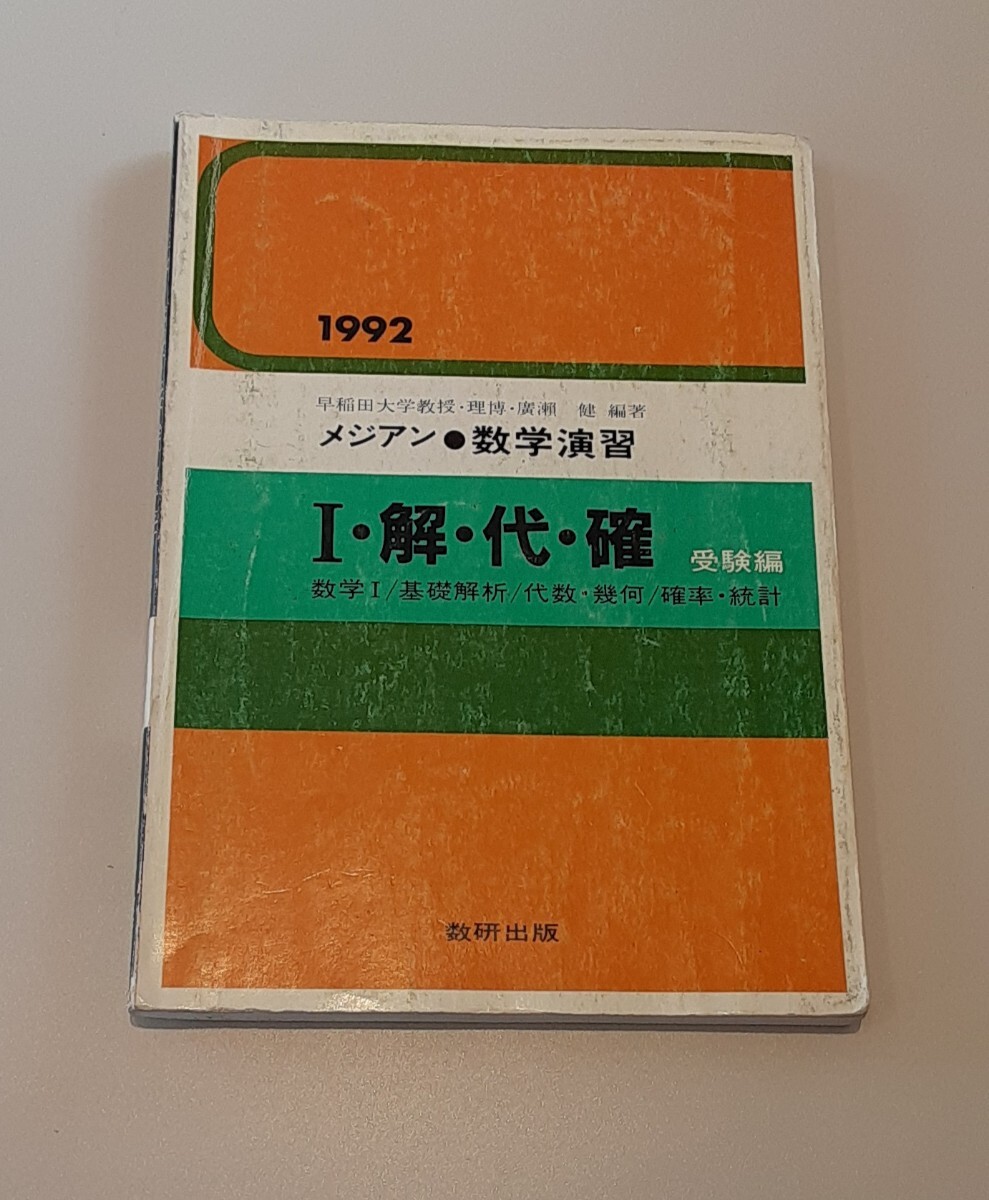 1992
早稲田大学教授・理博・廣瀬 健 編著
メジアン●数学演習
I・解・代・確 受験編
数学I/基礎解析/代数・幾何/確率・統計
数研出版